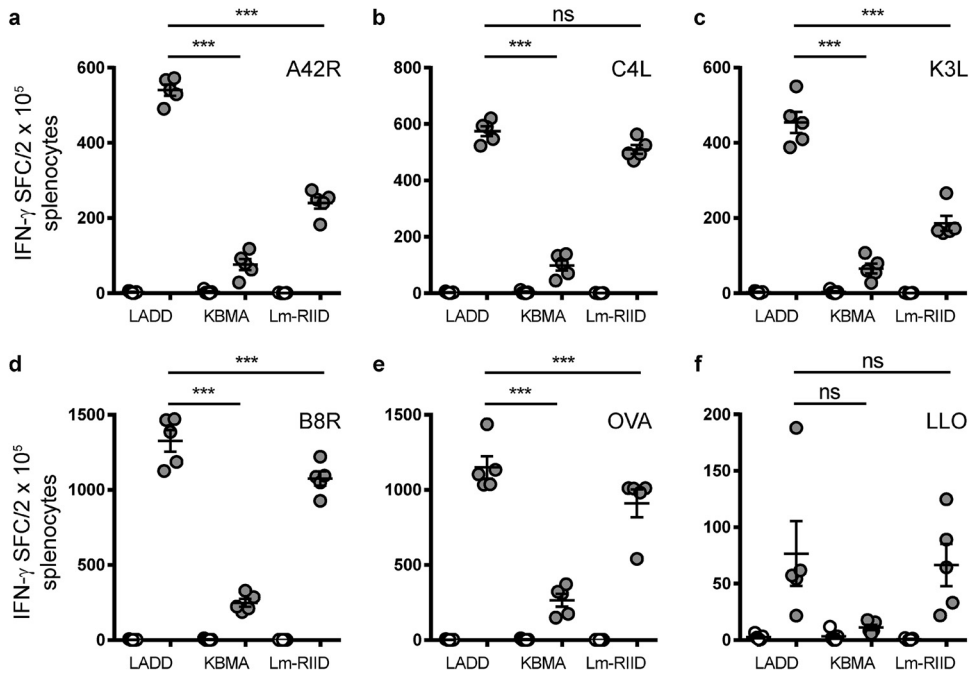 a
***
***
A42R
IFN-γ SFC/2 x 10⁵
splenocytes
600
400
200
0
LADD KBMA Lm-RIID
b
ns
***
C4L
800
600
400
200
0
LADD KBMA Lm-RIID
c
***
***
K3L
600
400
200
0
LADD KBMA Lm-RIID
d
***
***
B8R
IFN-γ SFC/2 x 10⁵
splenocytes
1500
1000
500
0
LADD KBMA Lm-RIID
e
***
***
OVA
1500
1000
500
0
LADD KBMA Lm-RIID
f
ns
ns
LLO
200
150
100
50
0
LADD KBMA Lm-RIID